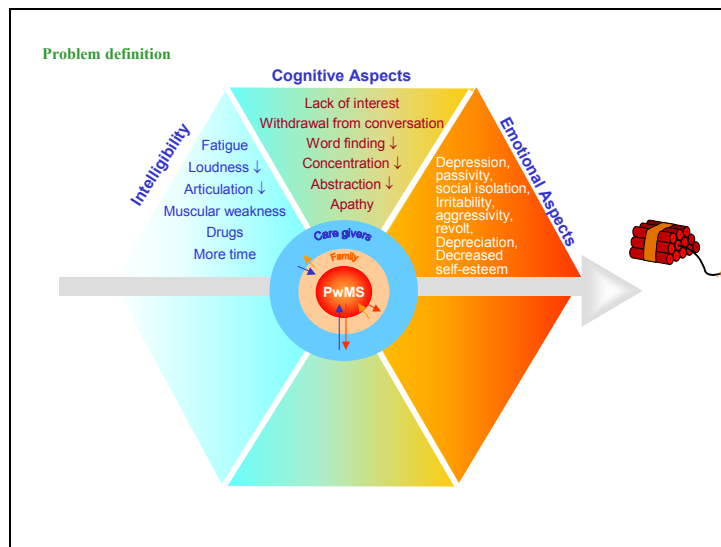 Problem definition
Cognitive Aspects
Intelligibility
Fatigue
Loudness ↓
Articulation ↓
Muscular weakness
Drugs
More time
Lack of interest
Withdrawal from conversation
Word finding ↓
Concentration ↓
Abstraction ↓
Apathy
Emotional Aspects
Depression,
passivity,
social isolation,
Irritability,
aggressivity,
revolt,
Depreciation,
Decreased
self-esteem
Care givers
Family
PwMS